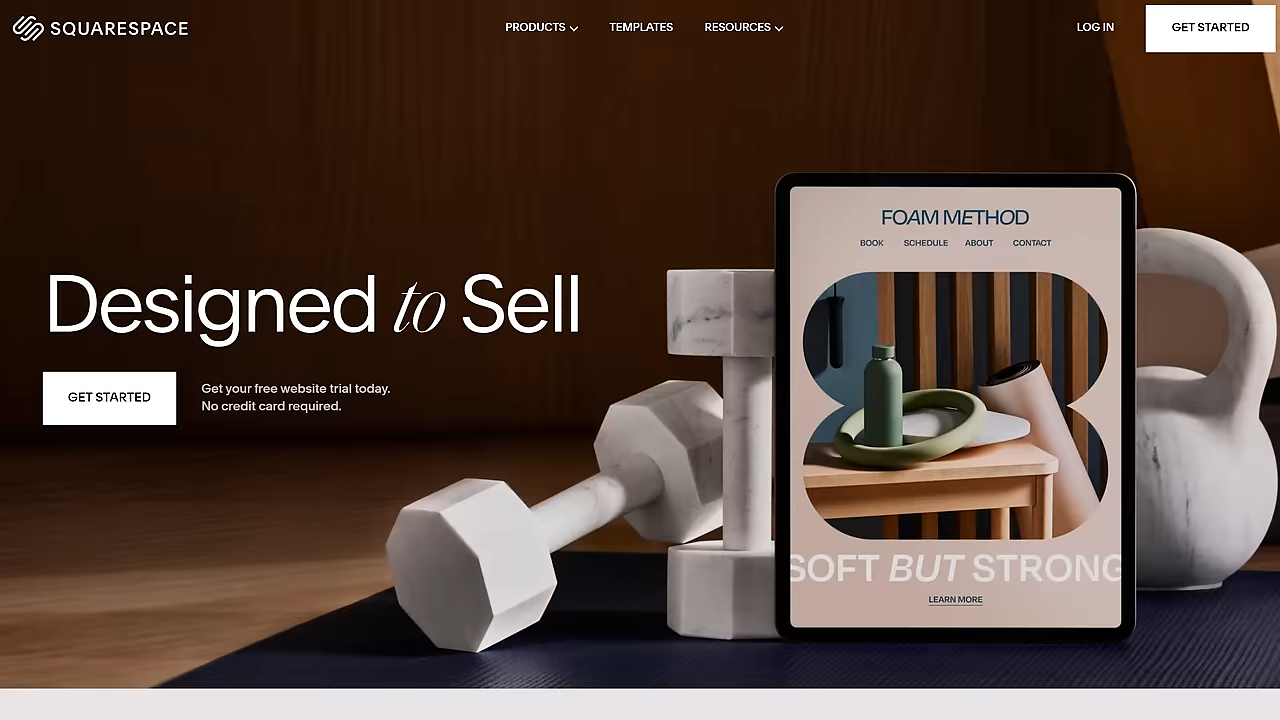 SQUARESPACE
PRODUCTS
TEMPLATES
RESOURCES
LOG IN
GET STARTED
Designed to Sell
GET STARTED
Get your free website trial today.
No credit card required.
FOAM METHOD
BOOK SCHEDULE ABOUT CONTACT
SOFT BUT STRONG
LEARN MORE